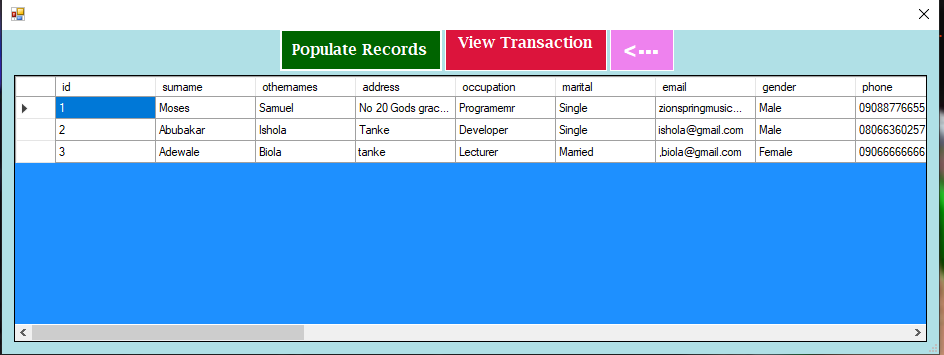 Populate Records View Transaction <---
id surname othernames address occupation marital email gender phone
1 Moses Samuel No 20 Gods grac... Programemr Single zionspringmusic... Male 09088776655
2 Abubakar Ishola Tanke Developer Single ishola@gmail.com Male 08066360257
3 Adewale Biola tanke Lecturer Married ,biola@gmail.com Female 09066666666